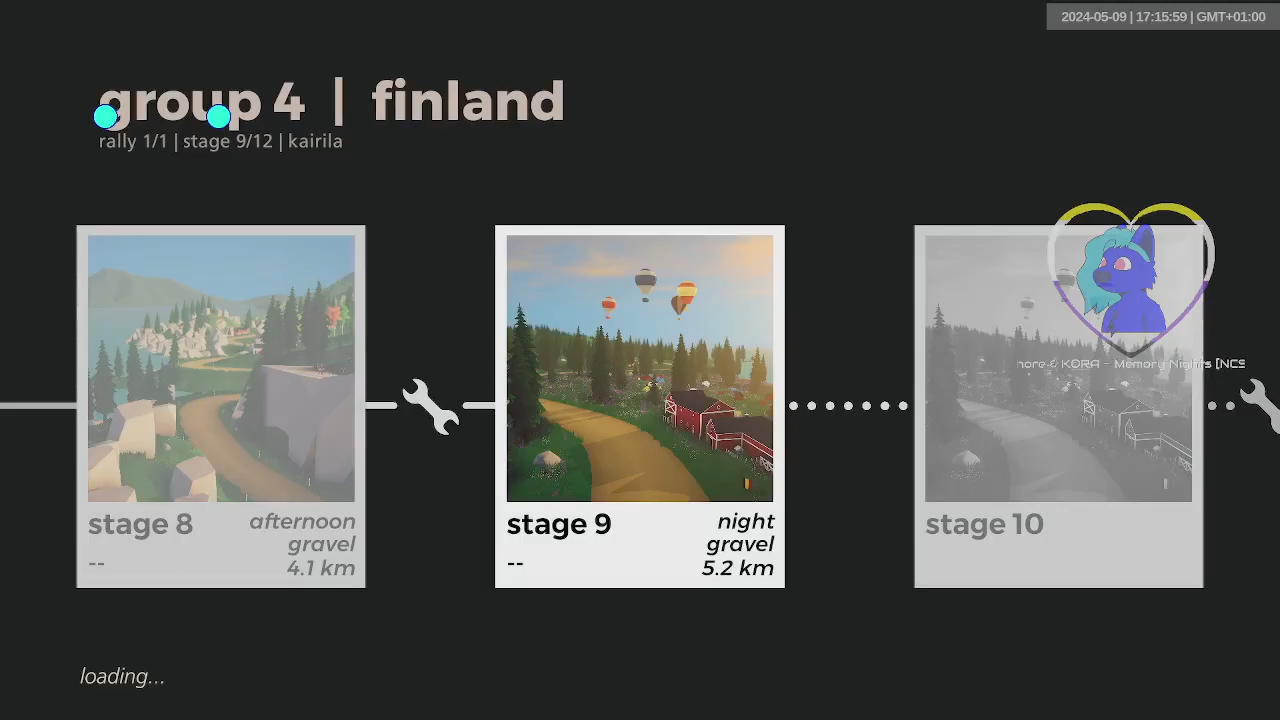 2024-05-09 | 17:15:59 | GMT+01:00
group 4 | finland
rally 1/1 | stage 9/12 | kairila
& KORA - Memory Nights [NCS
stage 8
afternoon
gravel
--
4.1 km
stage 9
night
gravel
--
5.2 km
stage 10
loading...